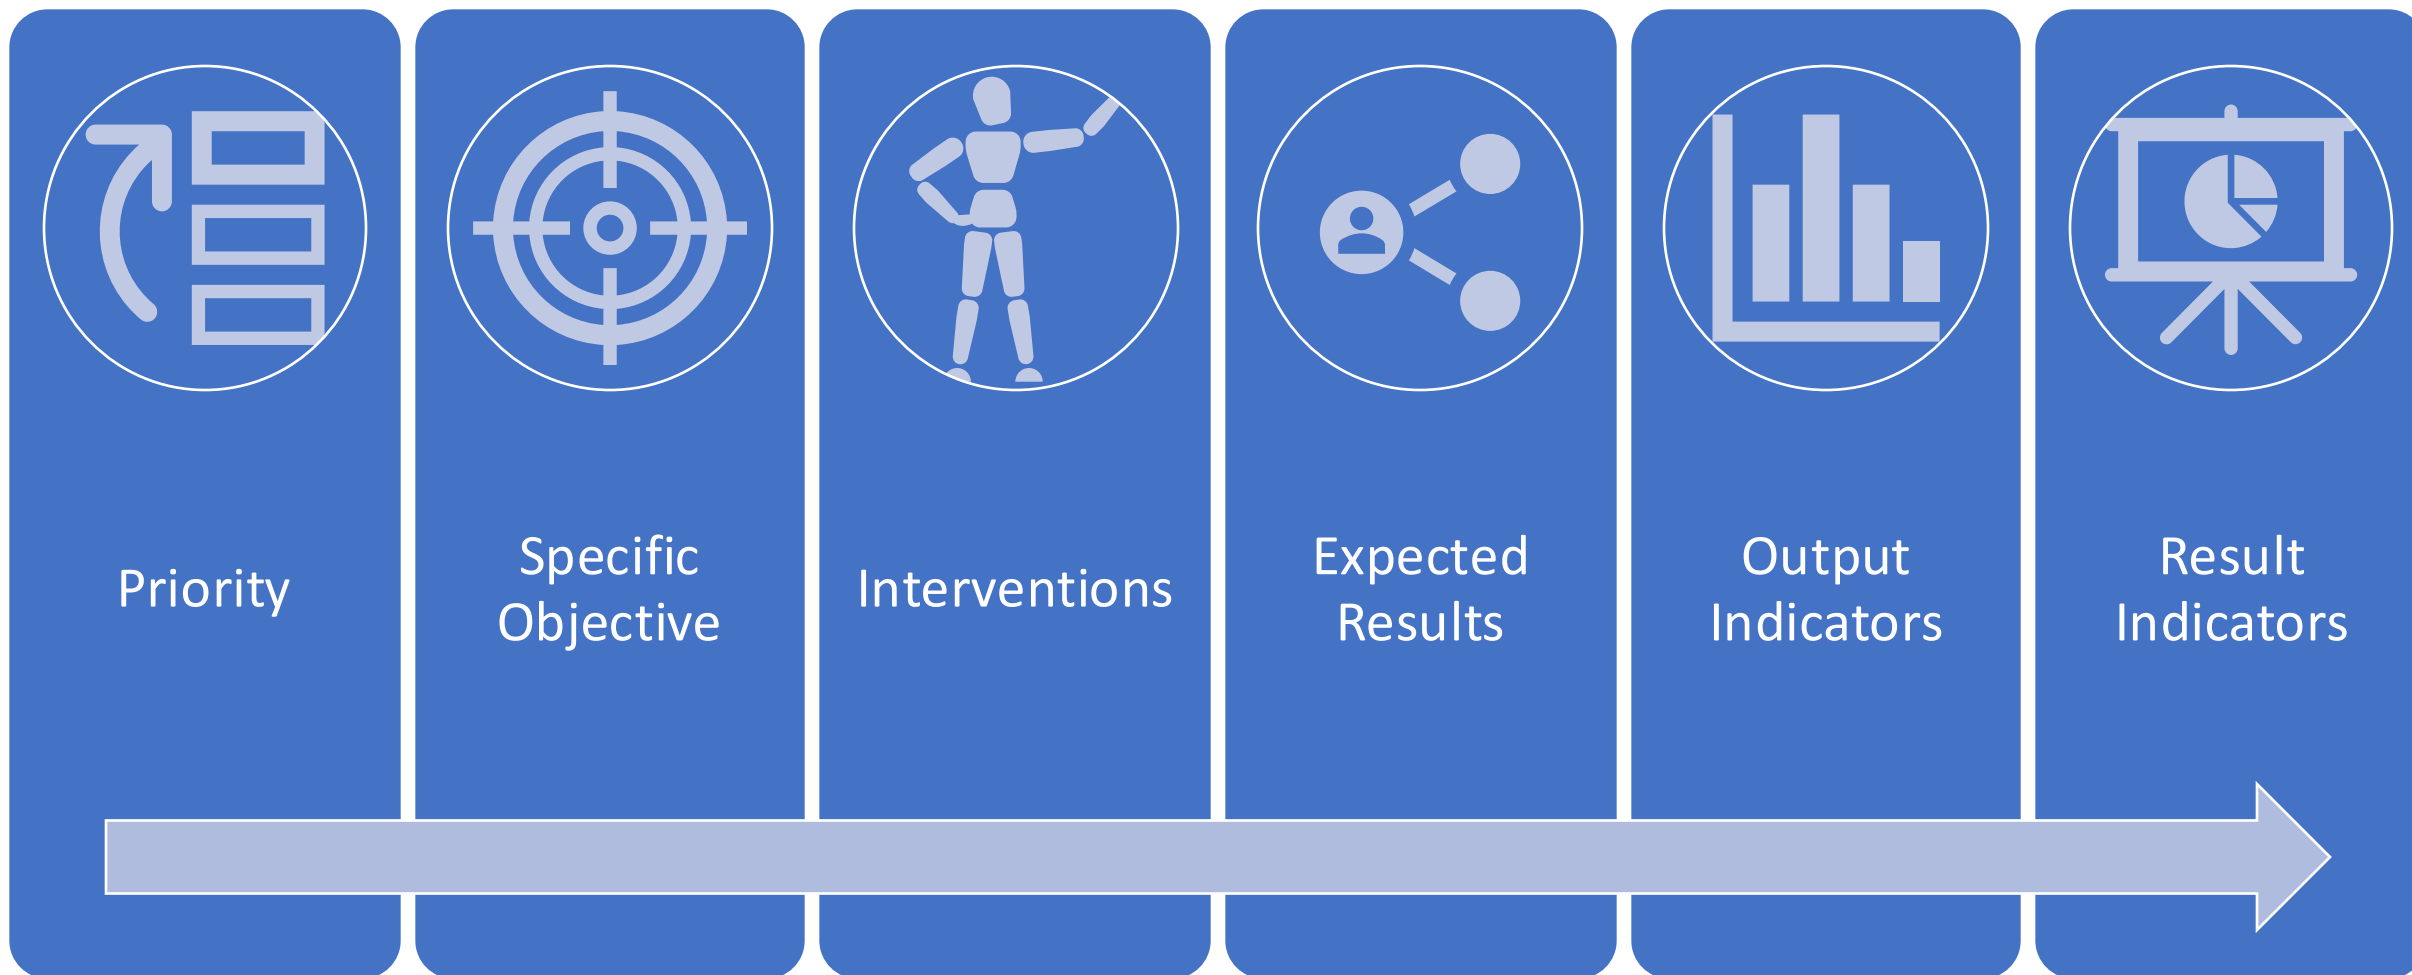 Priority
Specific
Objective
Interventions
Expected
Results
Output
Indicators
Result
Indicators